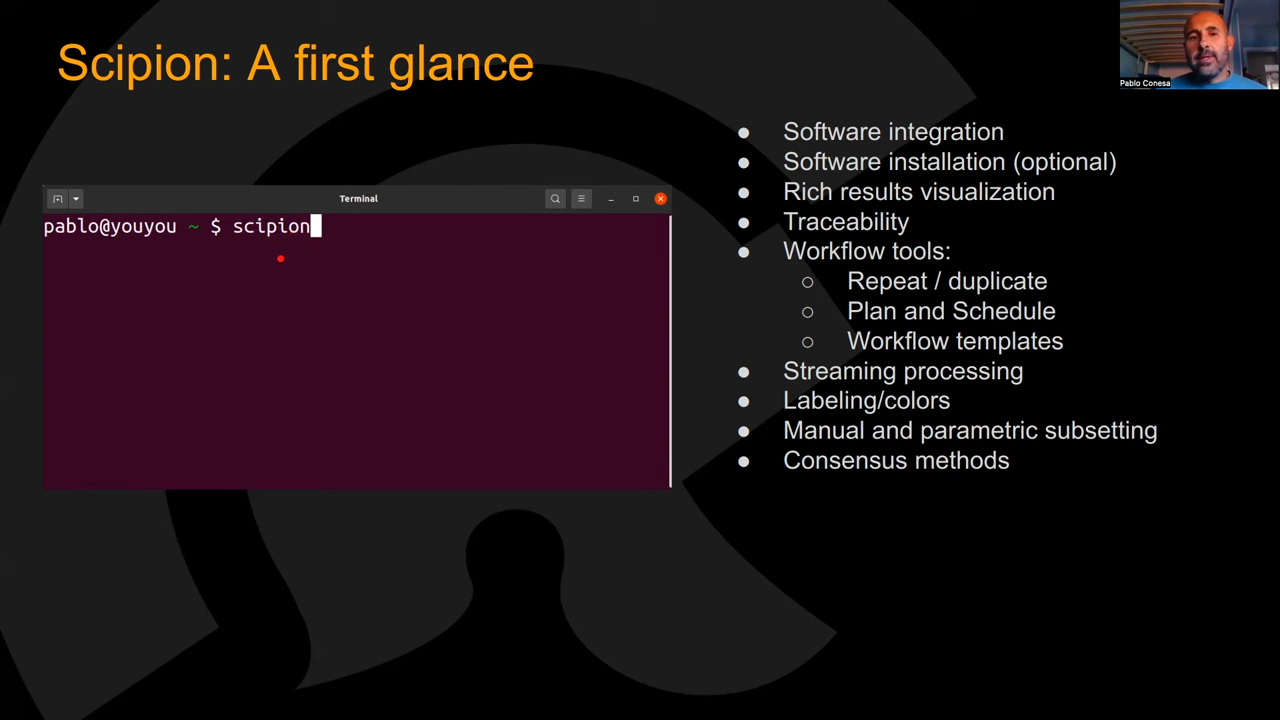 Scipion: A first glance
Pablo Conesa
Terminal
pablo@youyou ~ $ scipion
● Software integration
● Software installation (optional)
● Rich results visualization
● Traceability
● Workflow tools:
○ Repeat / duplicate
○ Plan and Schedule
○ Workflow templates
● Streaming processing
● Labeling/colors
● Manual and parametric subsetting
● Consensus methods